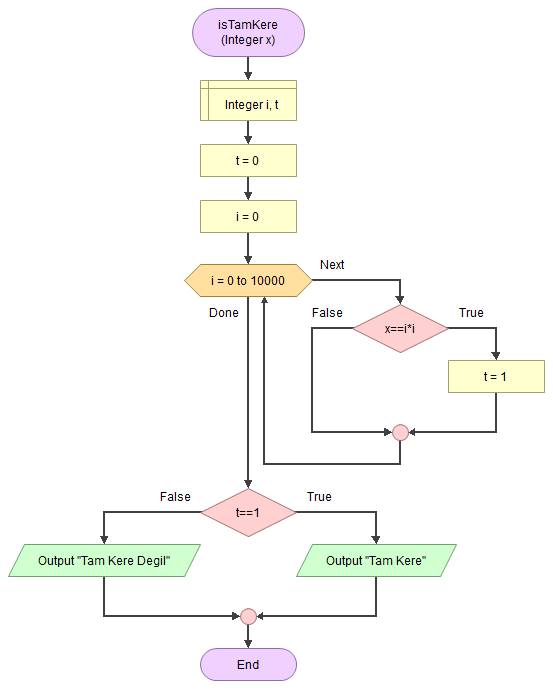 isTamKere
(Integer x)
Integer i, t
t = 0
i = 0
i = 0 to 10000
Next
Done
False
x==i*i
True
t = 1
False
t==1
True
Output "Tam Kere Degil"
Output "Tam Kere"
End